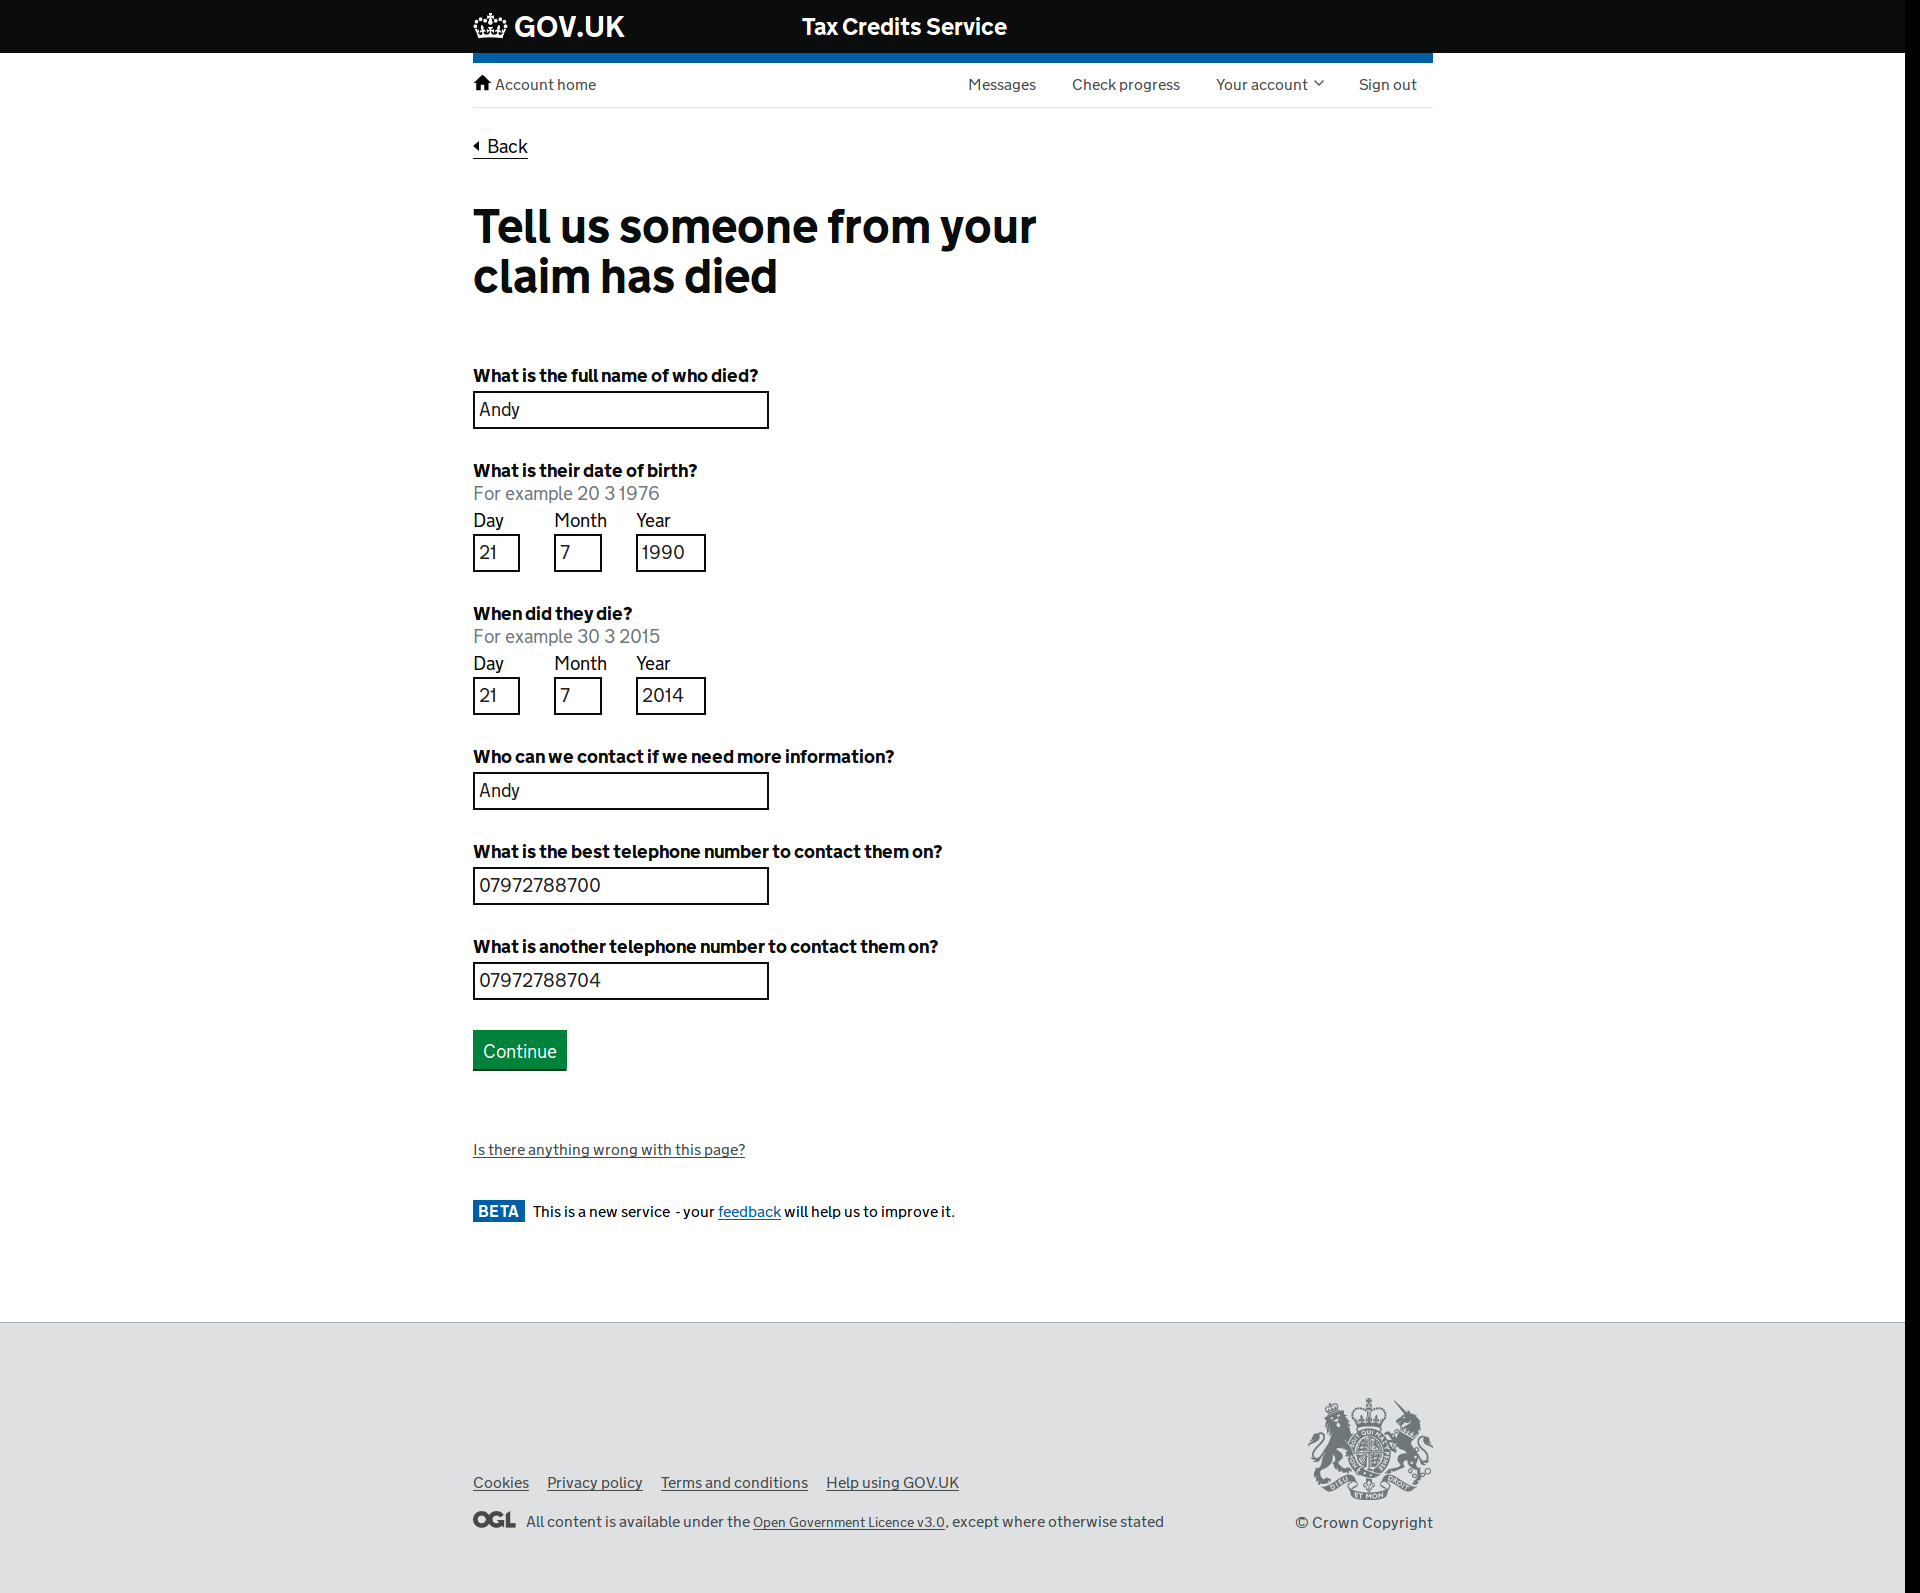 GOV.UK
Tax Credits Service
Account home
Messages
Check progress
Your account
Sign out
Back
Tell us someone from your
claim has died
What is the full name of who died?
Andy
What is their date of birth?
For example 20 3 1976
Day Month Year
21 7 1990
When did they die?
For example 30 3 2015
Day Month Year
21 7 2014
Who can we contact if we need more information?
Andy
What is the best telephone number to contact them on?
07972788700
What is another telephone number to contact them on?
07972788704
Continue
Is there anything wrong with this page?
BETA This is a new service - your feedback will help us to improve it.
Cookies Privacy policy Terms and conditions Help using GOV.UK
OGL All content is available under the Open Government Licence v3.0, except where otherwise stated
© Crown Copyright